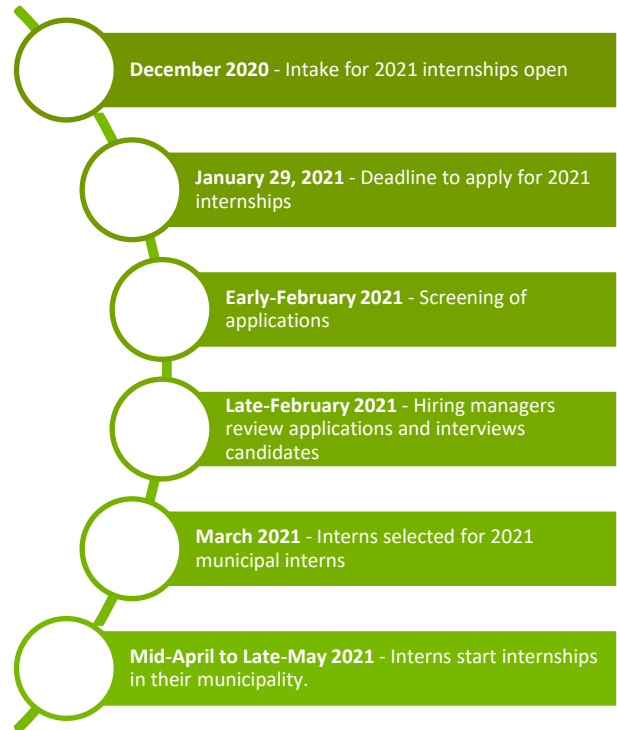 December 2020 - Intake for 2021 internships open
January 29, 2021 - Deadline to apply for 2021
internships
Early-February 2021 - Screening of
applications
Late-February 2021 - Hiring managers
review applications and interviews
candidates
March 2021 - Interns selected for 2021
municipal interns
Mid-April to Late-May 2021 - Interns start internships
in their municipality.